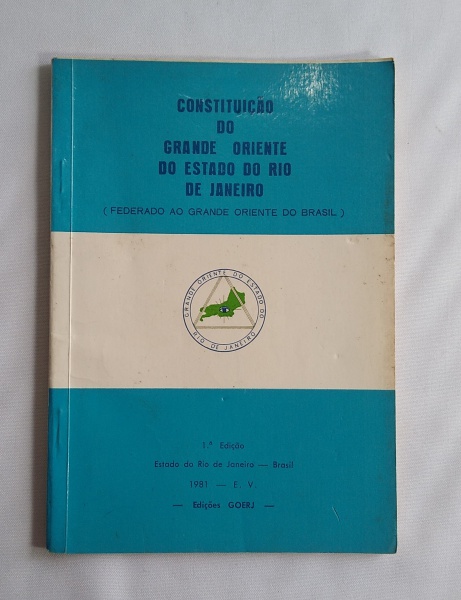 CONSTITUIÇÃO
DO
GRANDE ORIENTE
DO ESTADO DO RIO
DE JANEIRO
( FEDERADO AO GRANDE ORIENTE DO BRASIL )
GRANDE ORIENTE DO ESTADO DO
RIO DE JANEIRO
1.ª Edição
Estado do Rio de Janeiro — Brasil
1981 — E. V.
— Edições GOERJ —